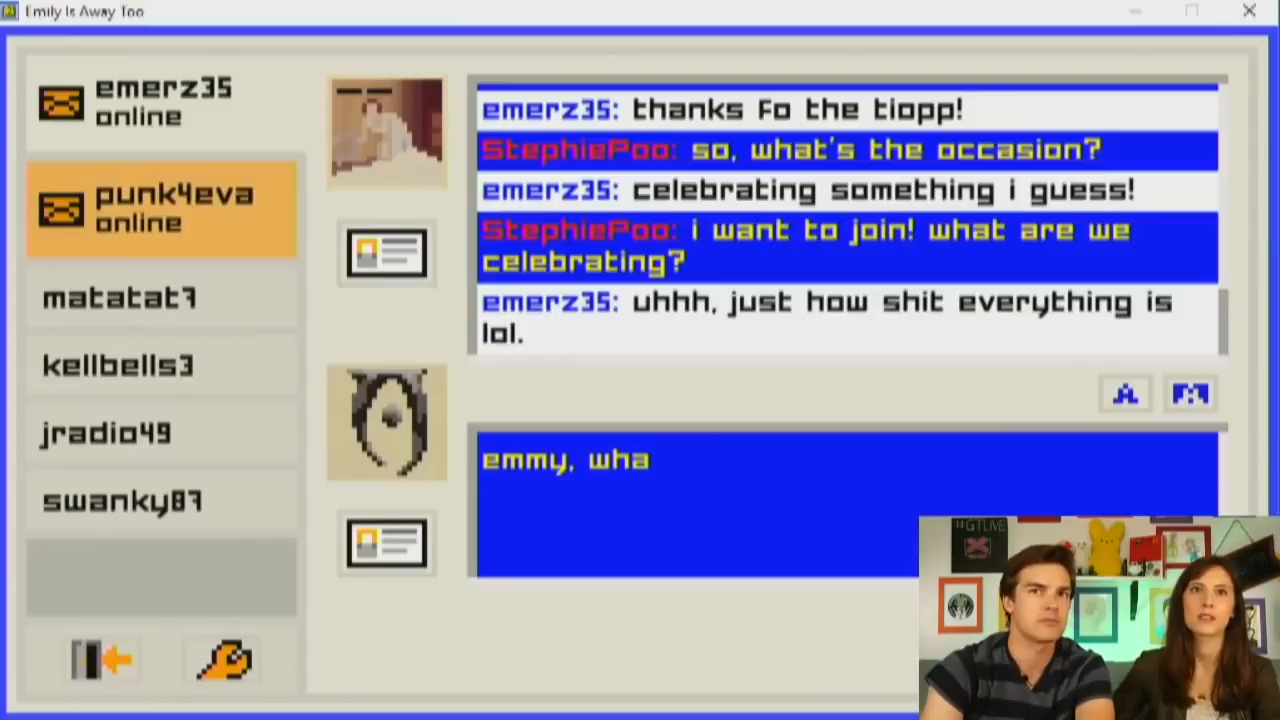 Emily Is Away Too
emerz35
online
punk4eva
online
matatat7
kellbells3
jradio49
swanky87
emerz35: thanks Fo the tiopp!
StephiePoo: so, what's the occasion?
emerz35: celebrating something i guess!
StephiePoo: i want to join! what are we
celebrating?
emerz35: uhhh, just how shit everything is
lol.
A
emmy, wha
#GTLIVE